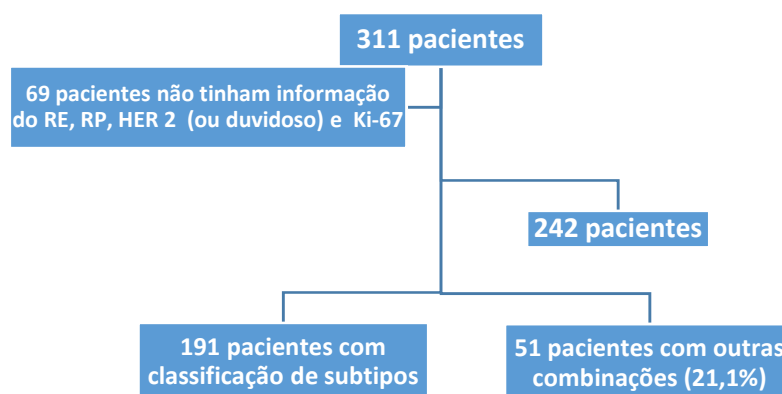 311 pacientes
69 pacientes não tinham informação
do RE, RP, HER 2 (ou duvidoso) e Ki-67
242 pacientes
191 pacientes com
classificação de subtipos
51 pacientes com outras
combinações (21,1%)